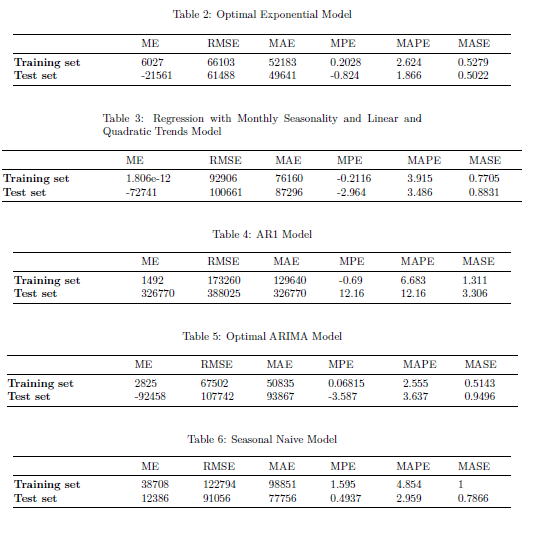 Table 2: Optimal Exponential Model
ME RMSE MAE MPE MAPE MASE
Training set 6027 66103 52183 0.2028 2.624 0.5279
Test set -21561 61488 49641 -0.824 1.866 0.5022
Table 3: Regression with Monthly Seasonality and Linear and
Quadratic Trends Model
ME RMSE MAE MPE MAPE MASE
Training set 1.806e-12 92906 76160 -0.2116 3.915 0.7705
Test set -72741 100661 87296 -2.964 3.486 0.8831
Table 4: AR1 Model
ME RMSE MAE MPE MAPE MASE
Training set 1492 173260 129640 -0.69 6.683 1.311
Test set 326770 388025 326770 12.16 12.16 3.306
Table 5: Optimal ARIMA Model
ME RMSE MAE MPE MAPE MASE
Training set 2825 67502 50835 0.06815 2.555 0.5143
Test set -92458 107742 93867 -3.587 3.637 0.9496
Table 6: Seasonal Naive Model
ME RMSE MAE MPE MAPE MASE
Training set 38708 122794 98851 1.595 4.854 1
Test set 12386 91056 77756 0.4937 2.959 0.7866